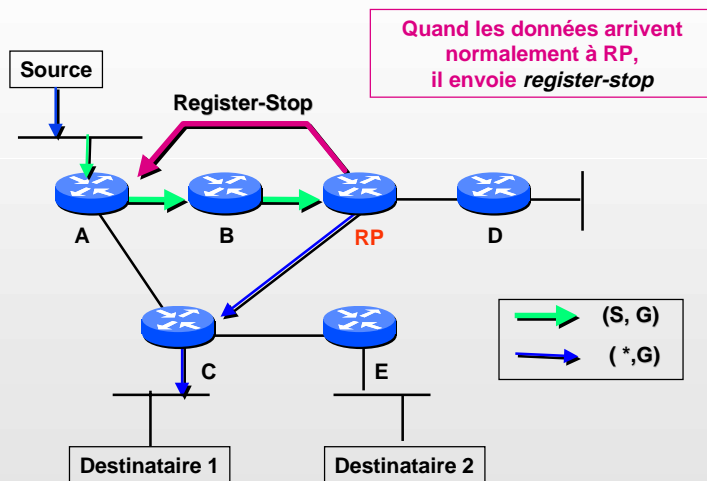 Quand les données arrivent
normalement à RP,
il envoie register-stop
Source
Register-Stop
A
B
RP
D
(S, G)
( *,G)
C
E
Destinataire 1
Destinataire 2